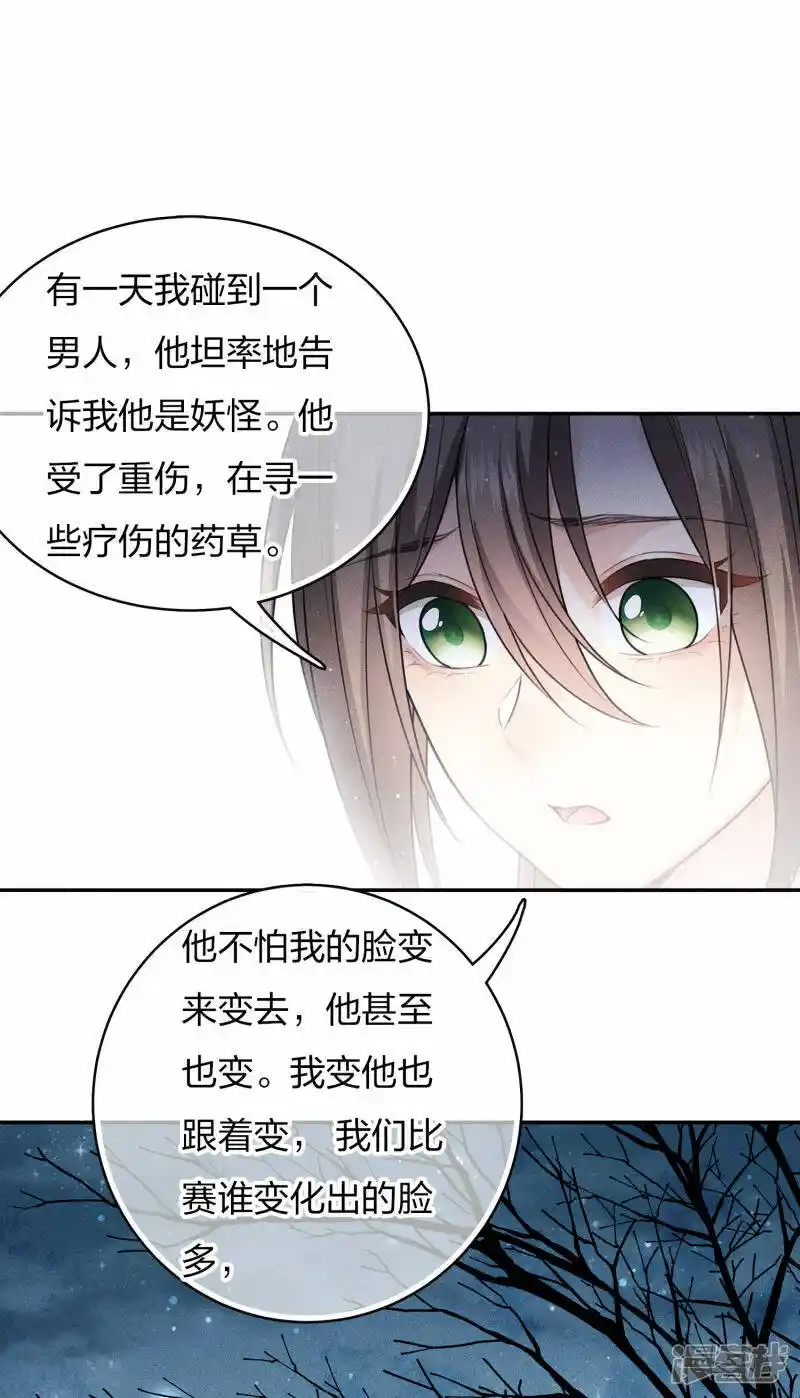 有一天我碰到一个
男人，他坦率地告
诉我他是妖怪。他
受了重伤，在寻一
些疗伤的药草。
他不怕我的脸变
来变去，他甚至
也变。我变他也
跟着变，我们比
赛谁变化出的脸
多，
漫客栈